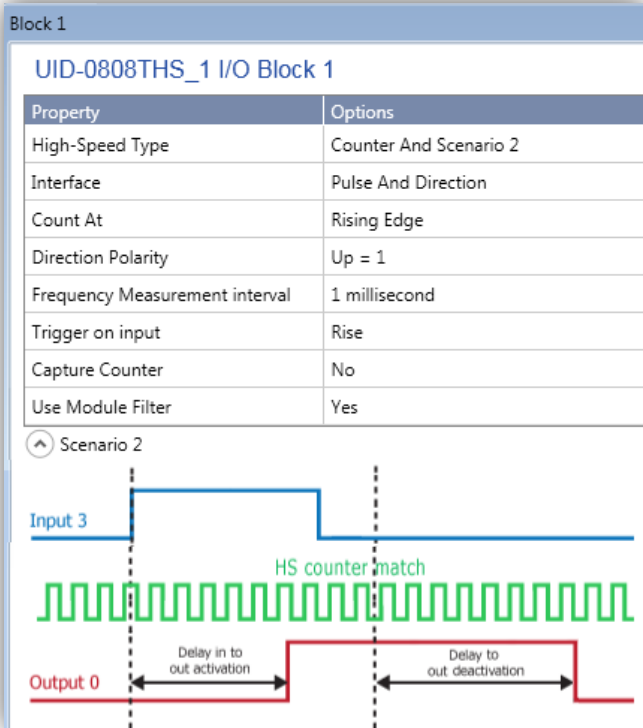 Block 1
UID-0808THS_1 I/O Block 1
Property Options
High-Speed Type Counter And Scenario 2
Interface Pulse And Direction
Count At Rising Edge
Direction Polarity Up = 1
Frequency Measurement interval 1 millisecond
Trigger on input Rise
Capture Counter No
Use Module Filter Yes
Scenario 2
Input 3
HS counter match
Delay in to
out activation
Delay to
out deactivation
Output 0